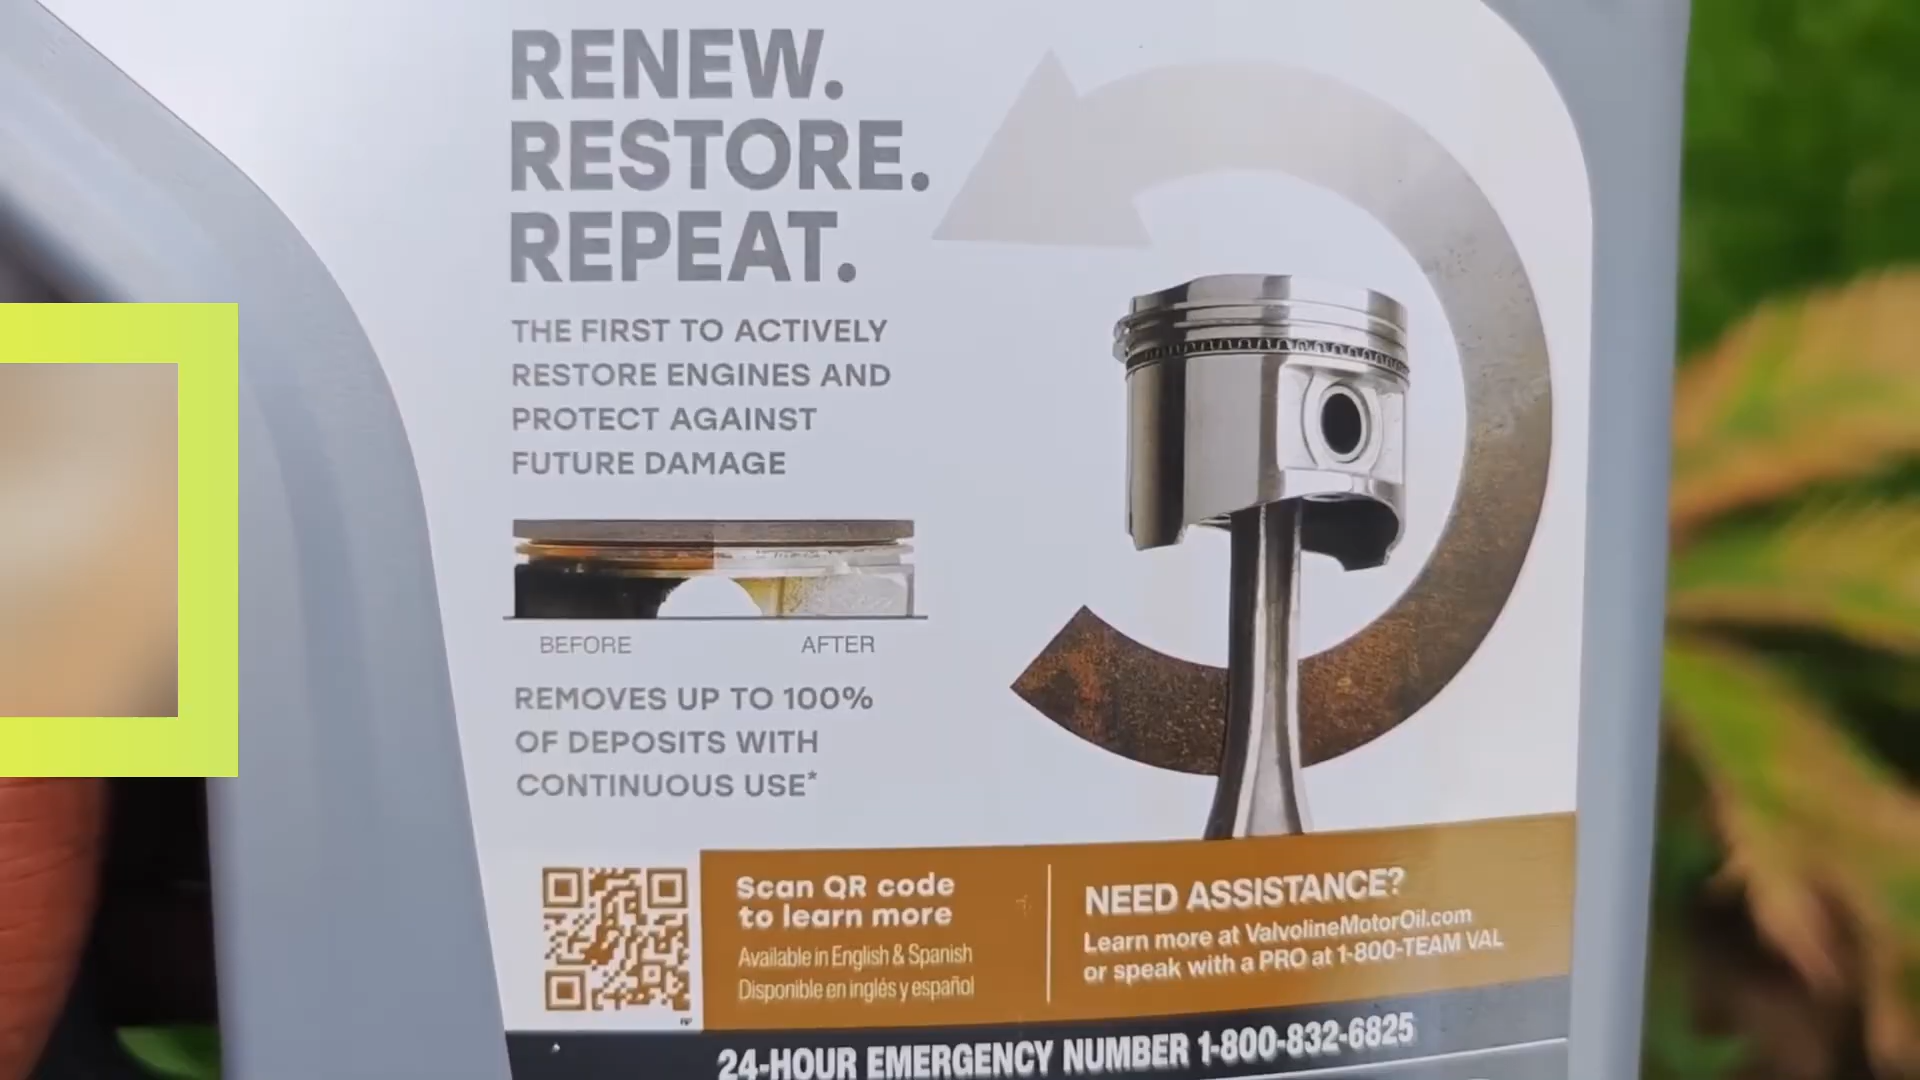 RENEW.
RESTORE.
REPEAT.
THE FIRST TO ACTIVELY
RESTORE ENGINES AND
PROTECT AGAINST
FUTURE DAMAGE
BEFORE AFTER
REMOVES UP TO 100%
OF DEPOSITS WITH
CONTINUOUS USE*
Scan QR code
to learn more
Available in English & Spanish
Disponible en inglés y español
NEED ASSISTANCE?
Learn more at ValvolineMotorOil.com
or speak with a PRO at 1-800-TEAM VAL
24-HOUR EMERGENCY NUMBER 1-800-832-6825